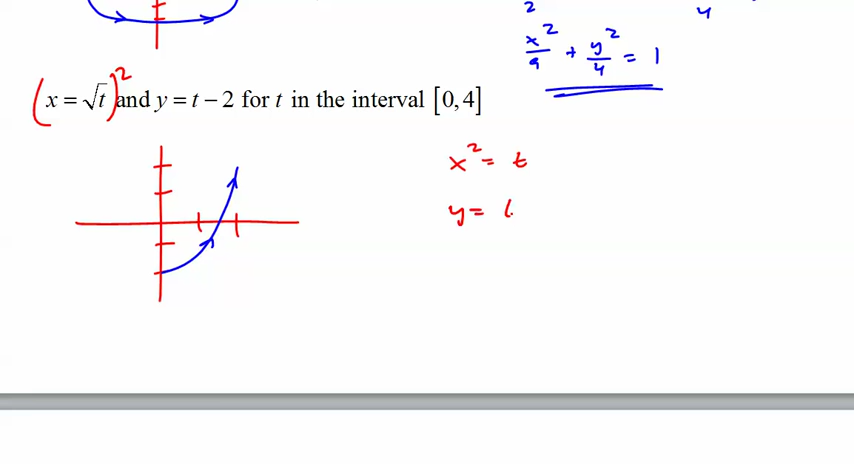 2
4
x²/9 + y²/4 = 1
(x = √t)² and y = t − 2 for t in the interval [0, 4]
x² = t
y =